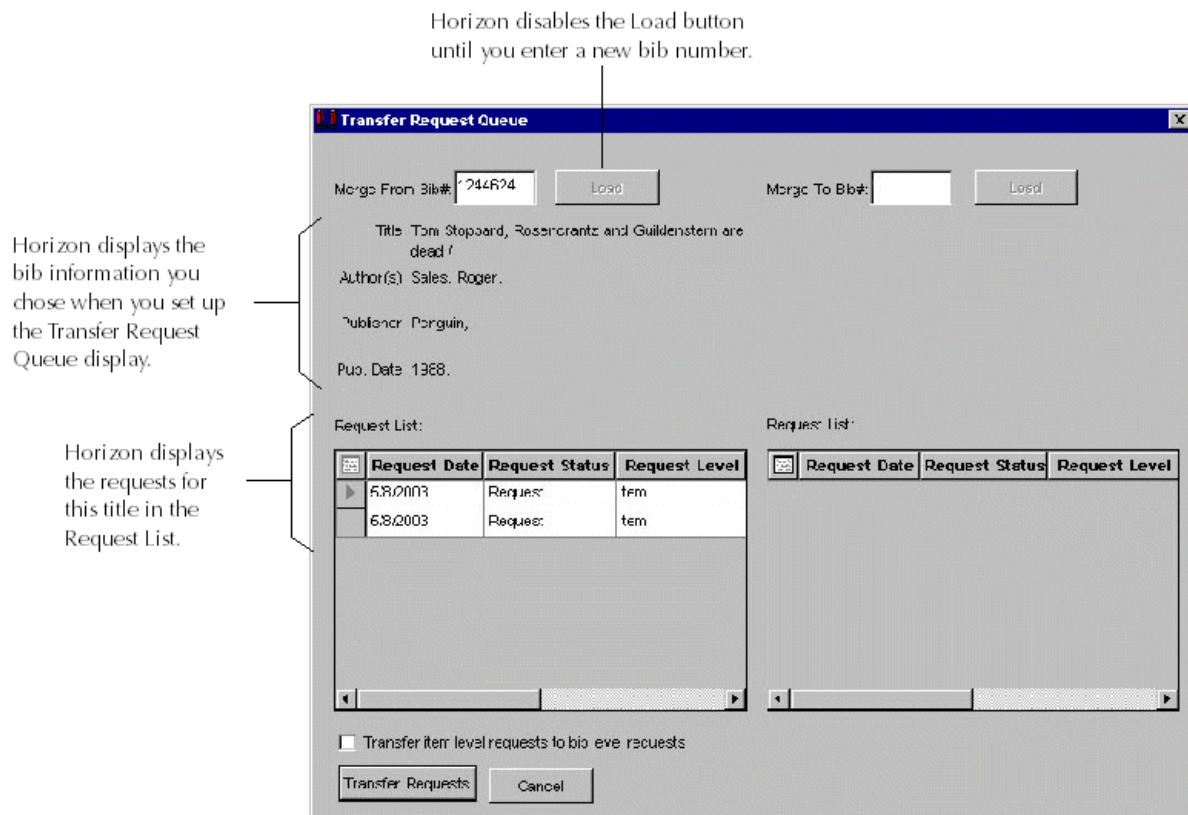 Horizon disables the Load button
until you enter a new bib number.
Transfer Request Queue
Merge From Bib#: 1244624 Load
Merge To Bib#: Load
Horizon displays the
bib information you
chose when you set up
the Transfer Request
Queue display.
Title Tom Stoppard, Rosencrantz and Guildenstern are
dead /
Author(s) Sales, Roger.
Publisher Penguin,
Pub. Date 1988.
Horizon displays
the requests for
this title in the
Request List.
Request List:
Request Date Request Status Request Level
6/8/2003 Request Item
6/8/2003 Request Item
Request List:
Request Date Request Status Request Level
Transfer item level requests to bib level requests
Transfer Requests Cancel